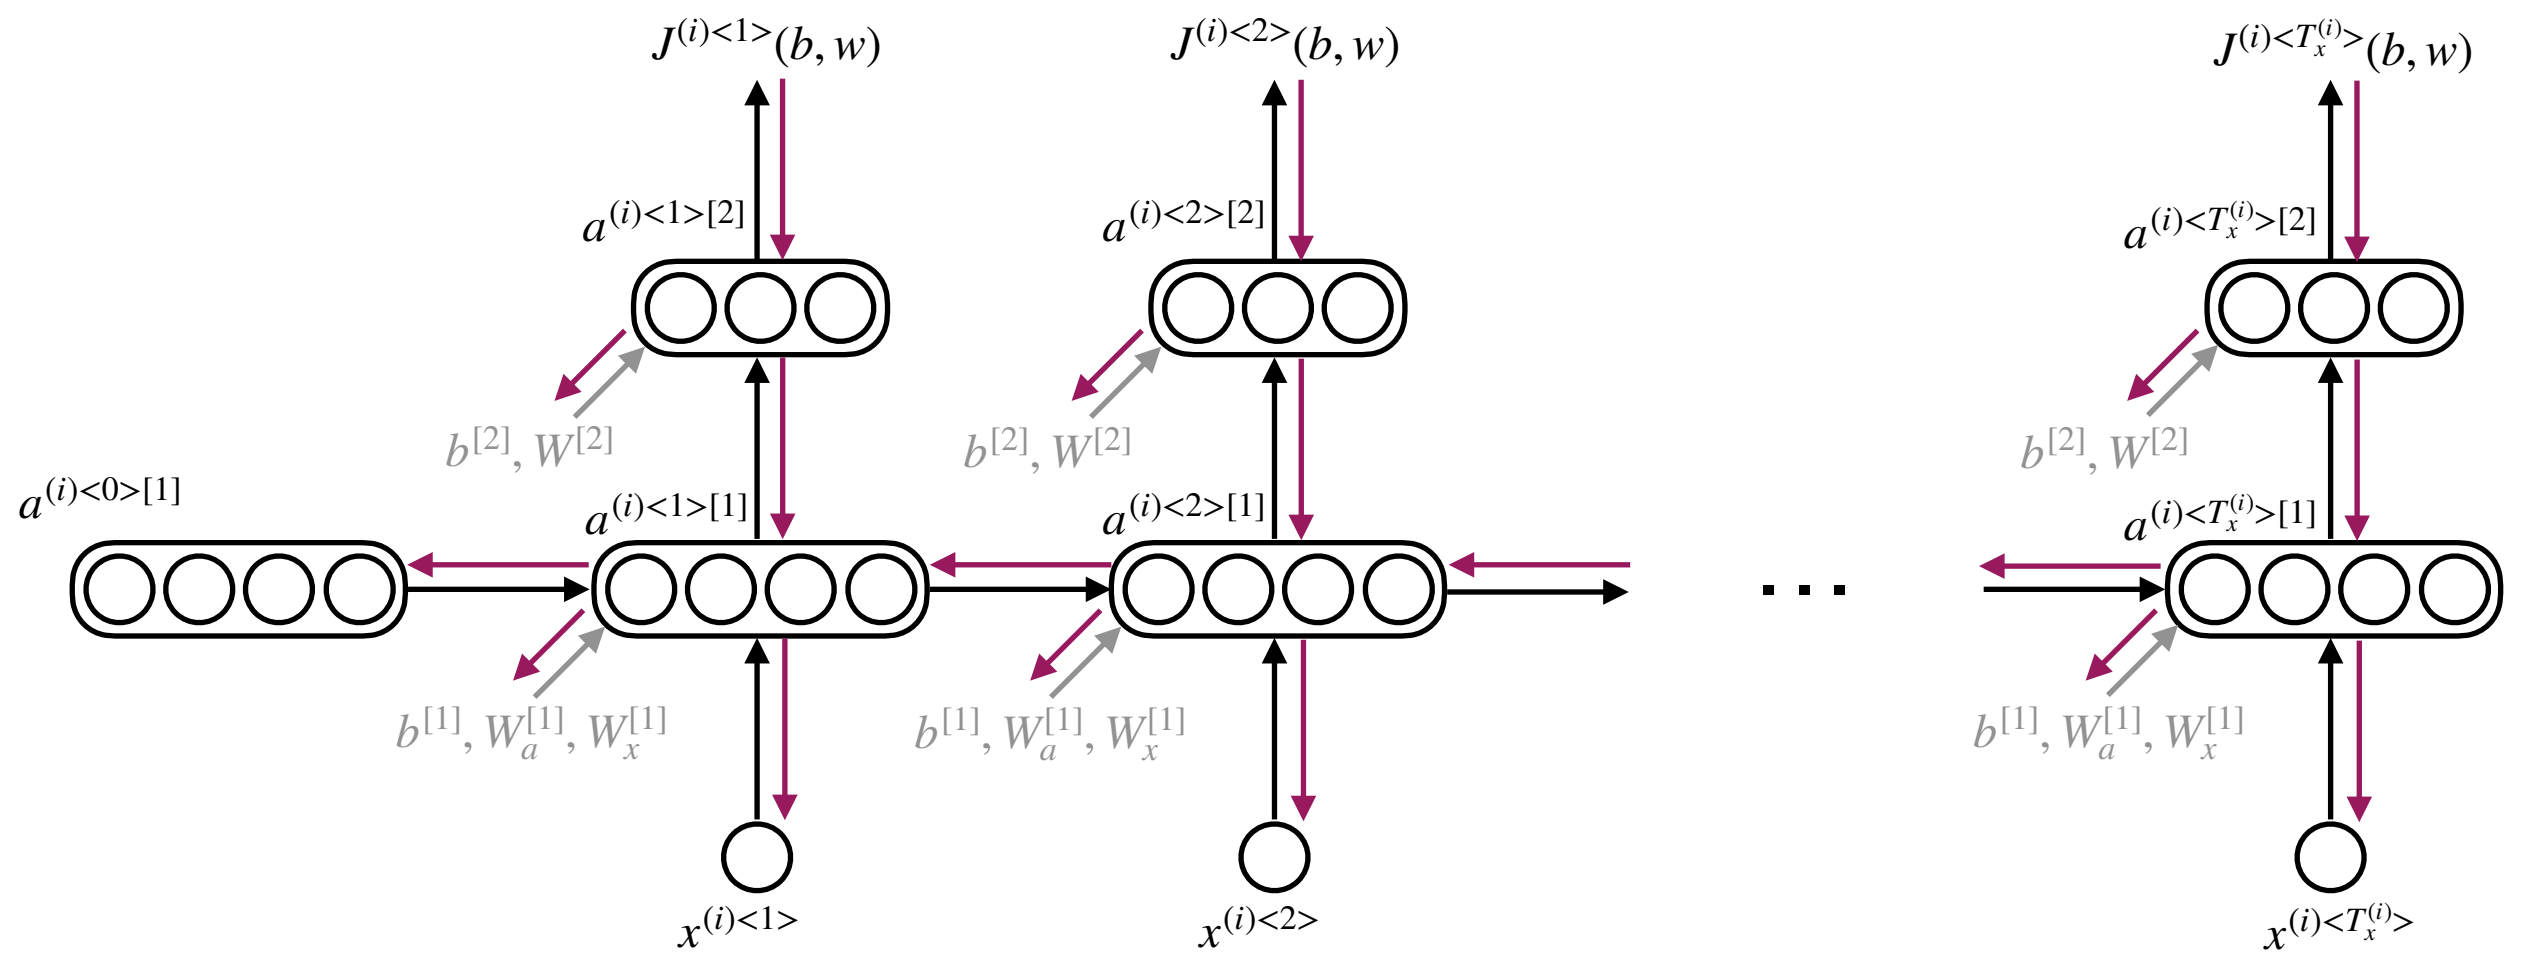 J^{(i)<1>}(b, w) J^{(i)<2>}(b, w) J^{(i)<T_x^{(i)}>}(b, w)
a^{(i)<1>[2]} a^{(i)<2>[2]} a^{(i)<T_x^{(i)}>[2]}
b^{[2]}, W^{[2]} b^{[2]}, W^{[2]} b^{[2]}, W^{[2]}
a^{(i)<0>[1]} a^{(i)<1>[1]} a^{(i)<2>[1]} a^{(i)<T_x^{(i)}>[1]}
. . .
b^{[1]}, W_a^{[1]}, W_x^{[1]} b^{[1]}, W_a^{[1]}, W_x^{[1]} b^{[1]}, W_a^{[1]}, W_x^{[1]}
x^{(i)<1>} x^{(i)<2>} x^{(i)<T_x^{(i)}>}